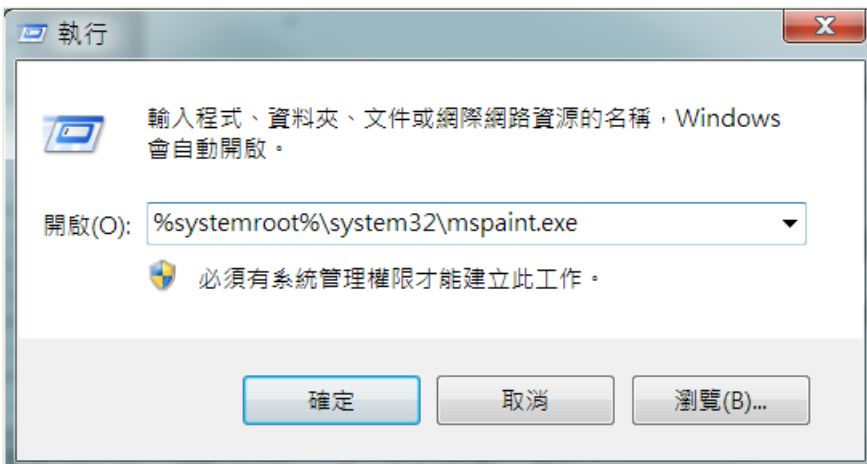 執行
輸入程式、資料夾、文件或網際網路資源的名稱，Windows
會自動開啟。
開啟(O): %systemroot%\system32\mspaint.exe
必須有系統管理權限才能建立此工作。
確定 取消 瀏覽(B)...